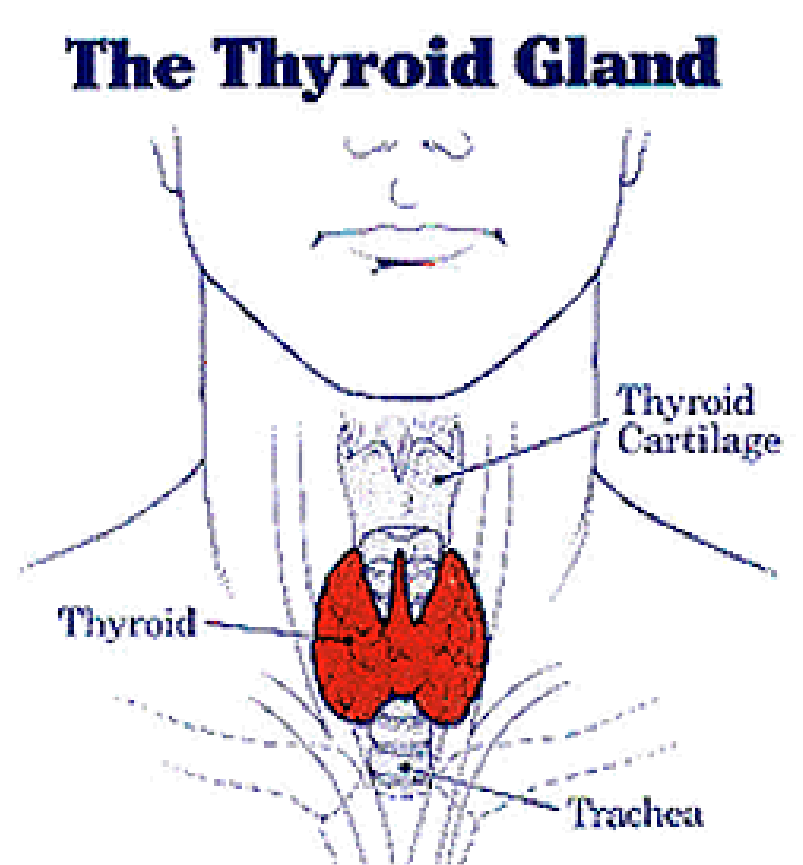 The Thyroid Gland
Thyroid
Cartilage
Thyroid
Trachea